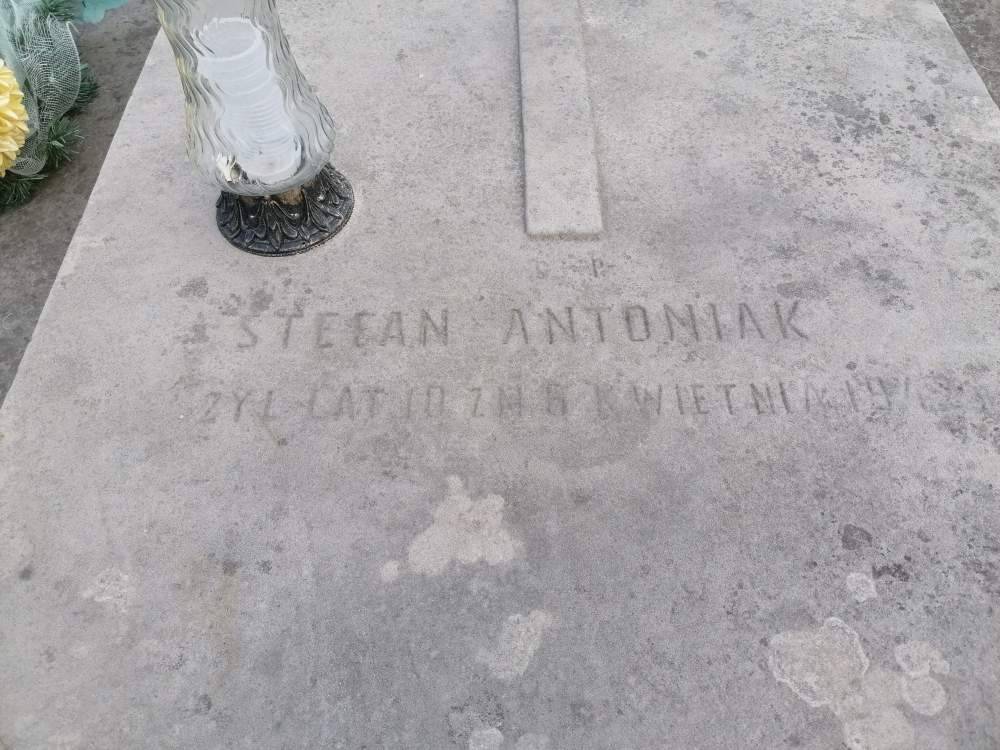 Ś P
STEFAN ANTONIAK
ŻYŁ LAT 10 ZM 6 KWIETNIA